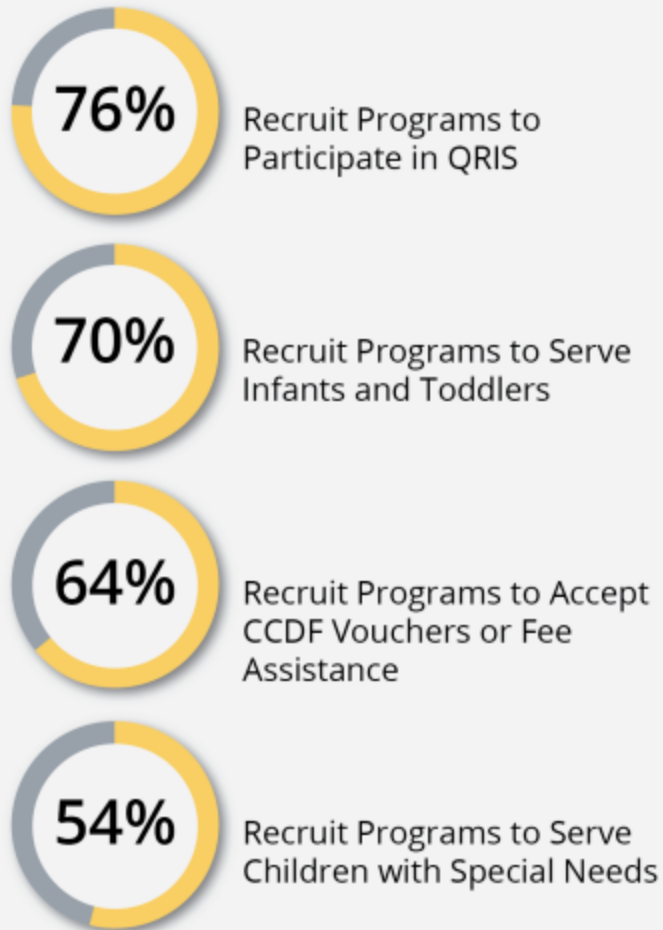 76%
Recruit Programs to
Participate in QRIS
70%
Recruit Programs to Serve
Infants and Toddlers
64%
Recruit Programs to Accept
CCDF Vouchers or Fee
Assistance
54%
Recruit Programs to Serve
Children with Special Needs